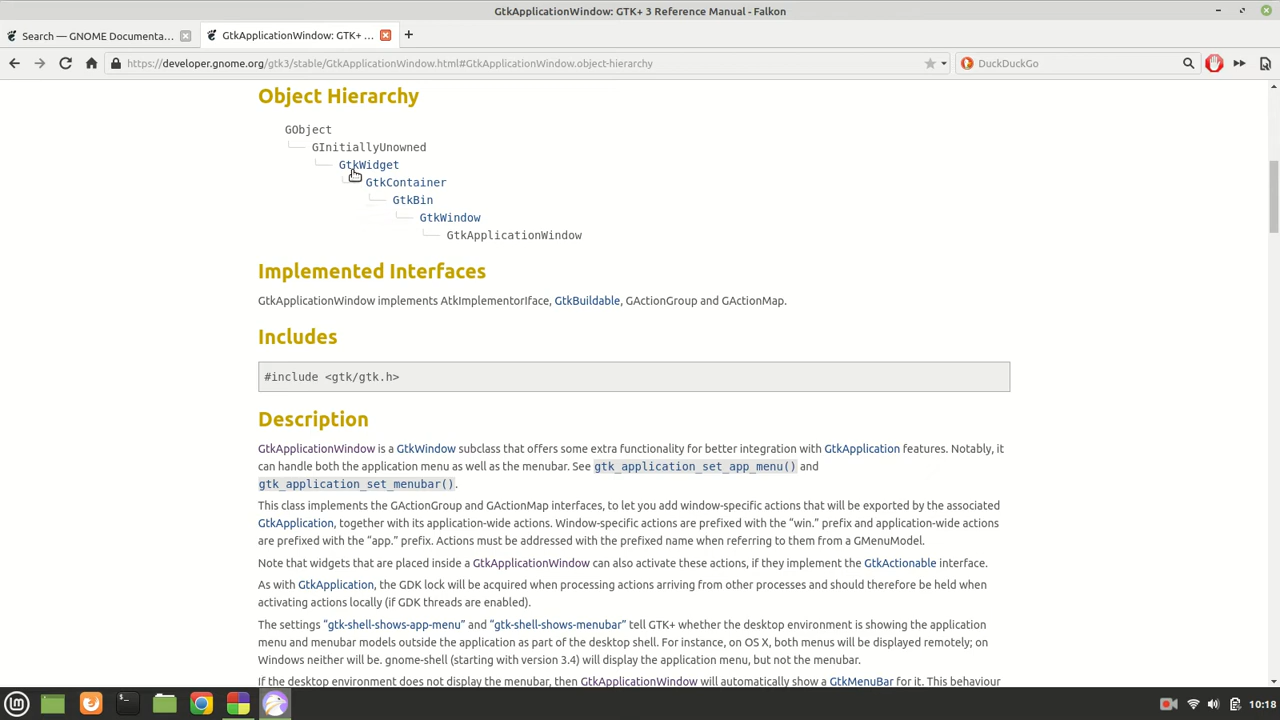 GtkApplicationWindow: GTK+ 3 Reference Manual - Falkon
Search — GNOME Documenta...
GtkApplicationWindow: GTK+ ...
https://developer.gnome.org/gtk3/stable/GtkApplicationWindow.html#GtkApplicationWindow.object-hierarchy
DuckDuckGo
Object Hierarchy
GObject
GInitiallyUnowned
GtkWidget
GtkContainer
GtkBin
GtkWindow
GtkApplicationWindow
Implemented Interfaces
GtkApplicationWindow implements AtkImplementorIface, GtkBuildable, GActionGroup and GActionMap.
Includes
#include <gtk/gtk.h>
Description
GtkApplicationWindow is a GtkWindow subclass that offers some extra functionality for better integration with GtkApplication features. Notably, it
can handle both the application menu as well as the menubar. See gtk_application_set_app_menu() and
gtk_application_set_menubar().
This class implements the GActionGroup and GActionMap interfaces, to let you add window-specific actions that will be exported by the associated
GtkApplication, together with its application-wide actions. Window-specific actions are prefixed with the “win.” prefix and application-wide actions
are prefixed with the “app.” prefix. Actions must be addressed with the prefixed name when referring to them from a GMenuModel.
Note that widgets that are placed inside a GtkApplicationWindow can also activate these actions, if they implement the GtkActionable interface.
As with GtkApplication, the GDK lock will be acquired when processing actions arriving from other processes and should therefore be held when
activating actions locally (if GDK threads are enabled).
The settings “gtk-shell-shows-app-menu” and “gtk-shell-shows-menubar” tell GTK+ whether the desktop environment is showing the application
menu and menubar models outside the application as part of the desktop shell. For instance, on OS X, both menus will be displayed remotely; on
Windows neither will be. gnome-shell (starting with version 3.4) will display the application menu, but not the menubar.
If the desktop environment does not display the menubar, then GtkApplicationWindow will automatically show a GtkMenuBar for it. This behaviour
10:18